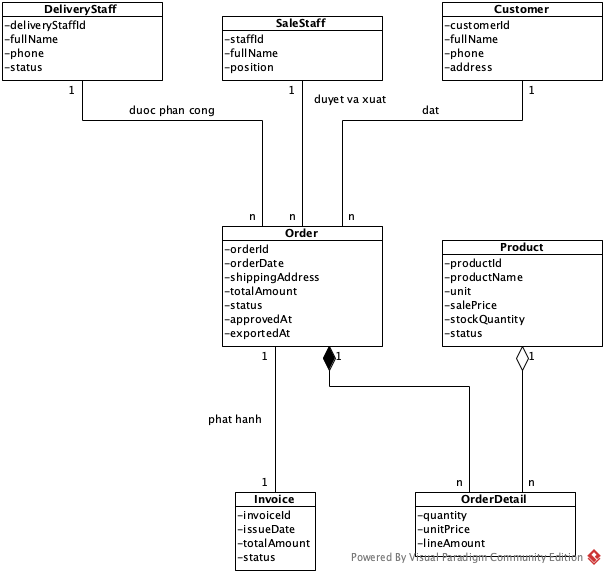 DeliveryStaff
-deliveryStaffId
-fullName
-phone
-status
SaleStaff
-staffId
-fullName
-position
Customer
-customerId
-fullName
-phone
-address
1
1
1
duoc phan cong
duyet va xuat
dat
n
n
n
Order
-orderId
-orderDate
-shippingAddress
-totalAmount
-status
-approvedAt
-exportedAt
Product
-productId
-productName
-unit
-salePrice
-stockQuantity
-status
1
1
1
phat hanh
1
n
n
Invoice
-invoiceId
-issueDate
-totalAmount
-status
OrderDetail
-quantity
-unitPrice
-lineAmount
Powered By Visual Paradigm Community Edition